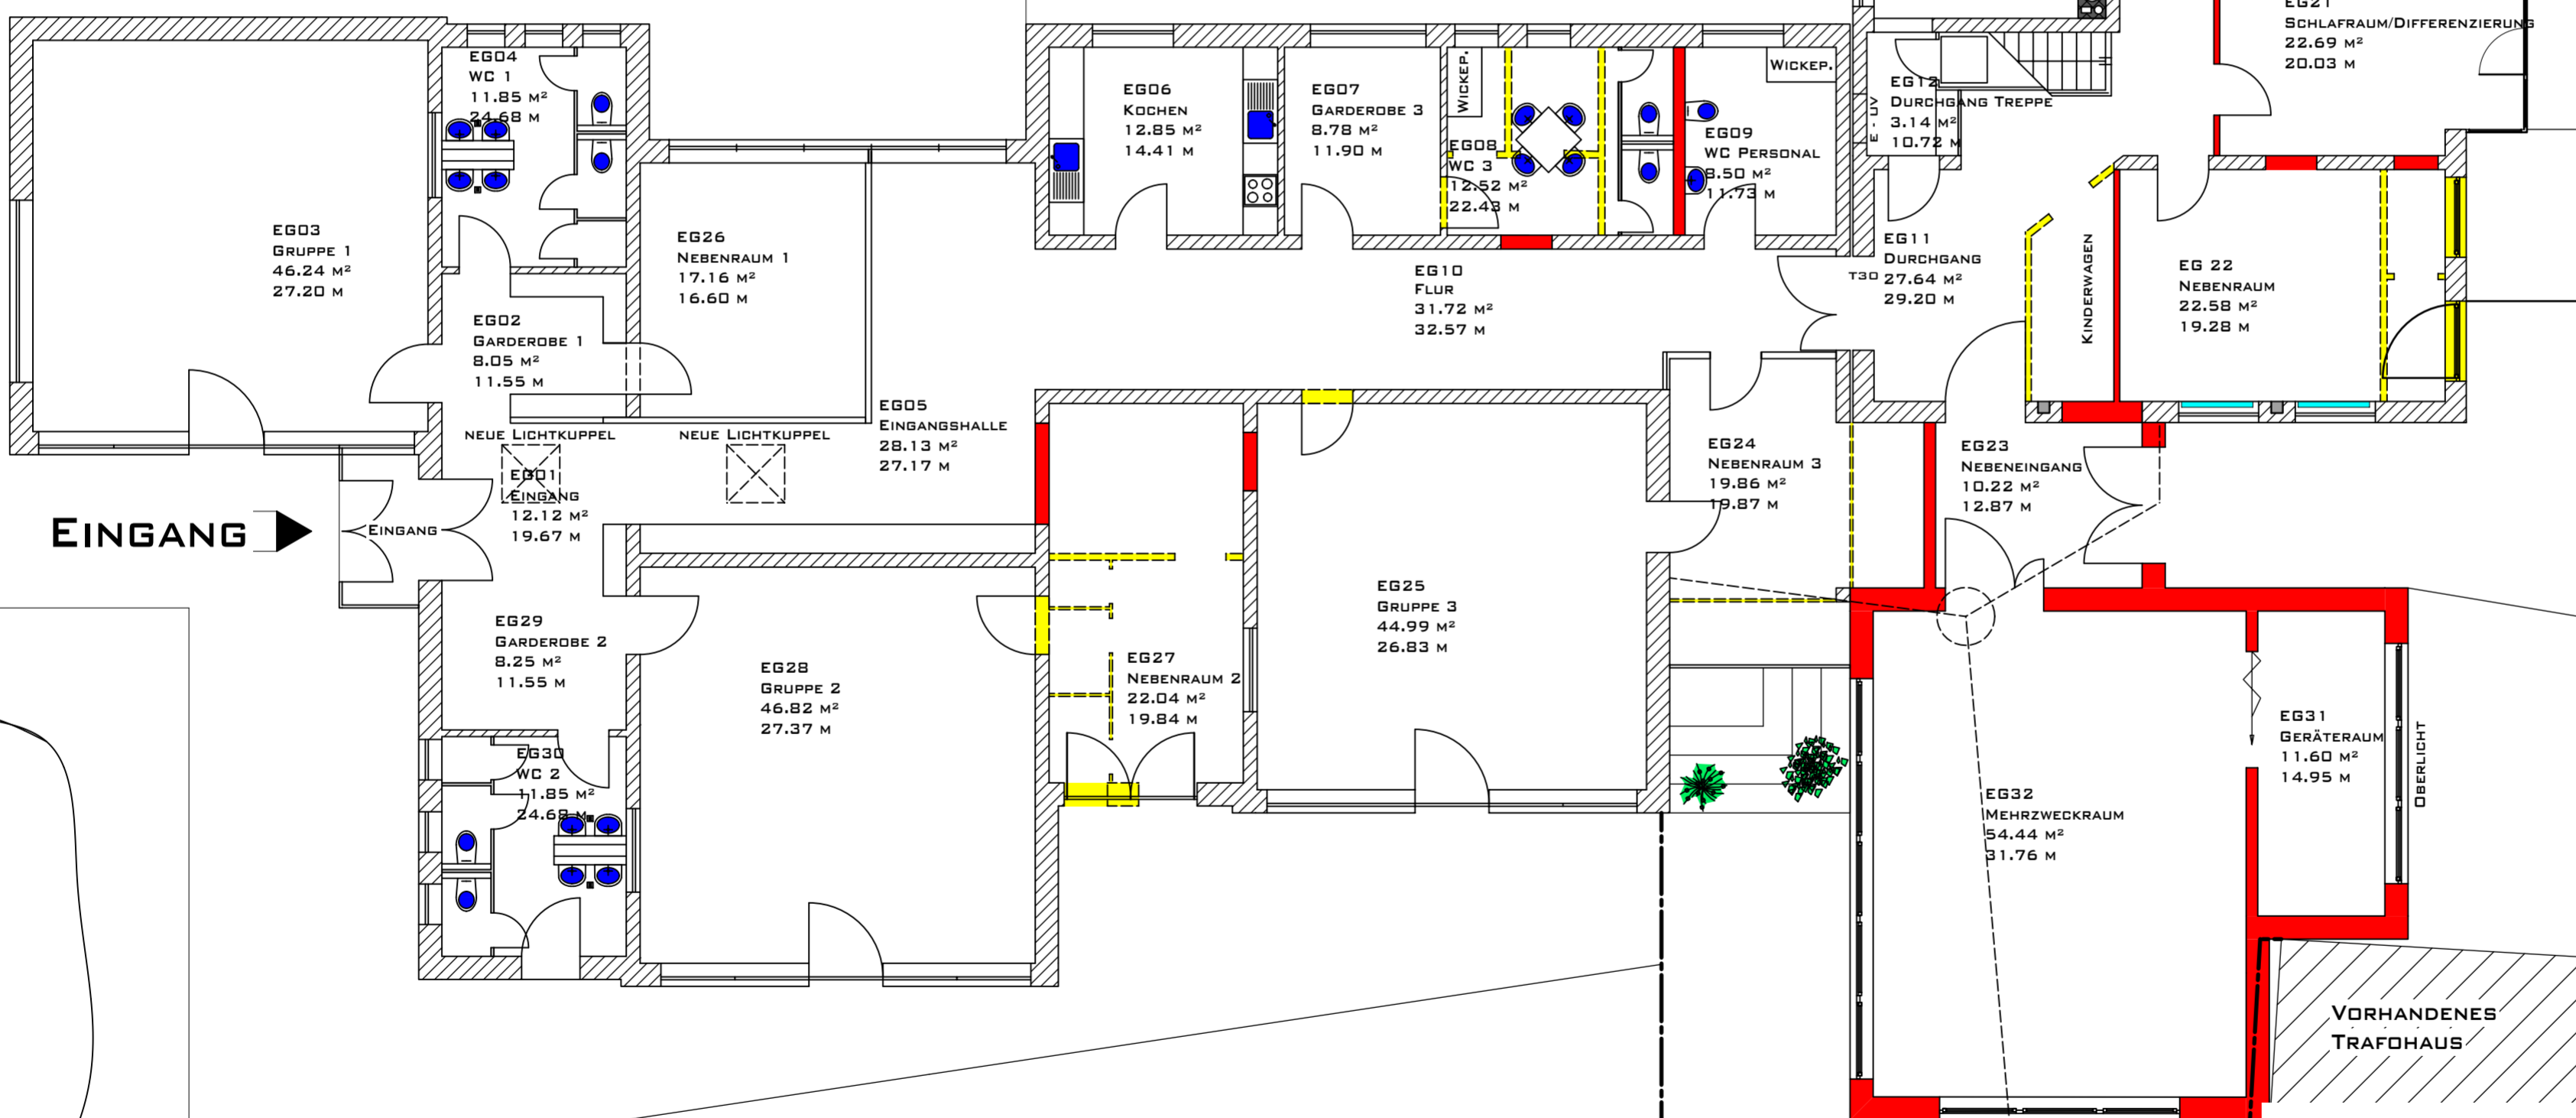 EG03
Gruppe 1
46.24 m²
27.20 m
EG04
WC 1
11.85 m²
24.68 m
EG02
Garderobe 1
8.05 m²
11.55 m
EG26
Nebenraum 1
17.16 m²
16.60 m
neue Lichtkuppel
neue Lichtkuppel
EG05
Eingangshalle
28.13 m²
27.17 m
EG01
Eingang
12.12 m²
19.67 m
Eingang
Eingang
EG29
Garderobe 2
8.25 m²
11.55 m
EG30
WC 2
11.85 m²
24.68 m
EG28
Gruppe 2
46.82 m²
27.37 m
EG27
Nebenraum 2
22.04 m²
19.84 m
EG25
Gruppe 3
44.99 m²
26.83 m
EG06
Kochen
12.85 m²
14.41 m
EG07
Garderobe 3
8.78 m²
11.90 m
Wickep.
EG08
WC 3
12.52 m²
22.43 m
Wickep.
EG09
WC Personal
8.50 m²
11.73 m
EG10
Flur
31.72 m²
32.57 m
T30
E - UV
EG12
Durchgang Treppe
3.14 m²
10.72 m
EG11
Durchgang
27.64 m²
29.20 m
Kinderwagen
EG21
Schlafraum/Differenzierung
22.69 m²
20.03 m
EG 22
Nebenraum
22.58 m²
19.28 m
EG24
Nebenraum 3
19.86 m²
19.87 m
EG23
Nebeneingang
10.22 m²
12.87 m
EG31
Geräteraum
11.60 m²
14.95 m
Oberlicht
EG32
Mehrzweckraum
54.44 m²
31.76 m
Vorhandenes
Trafohaus